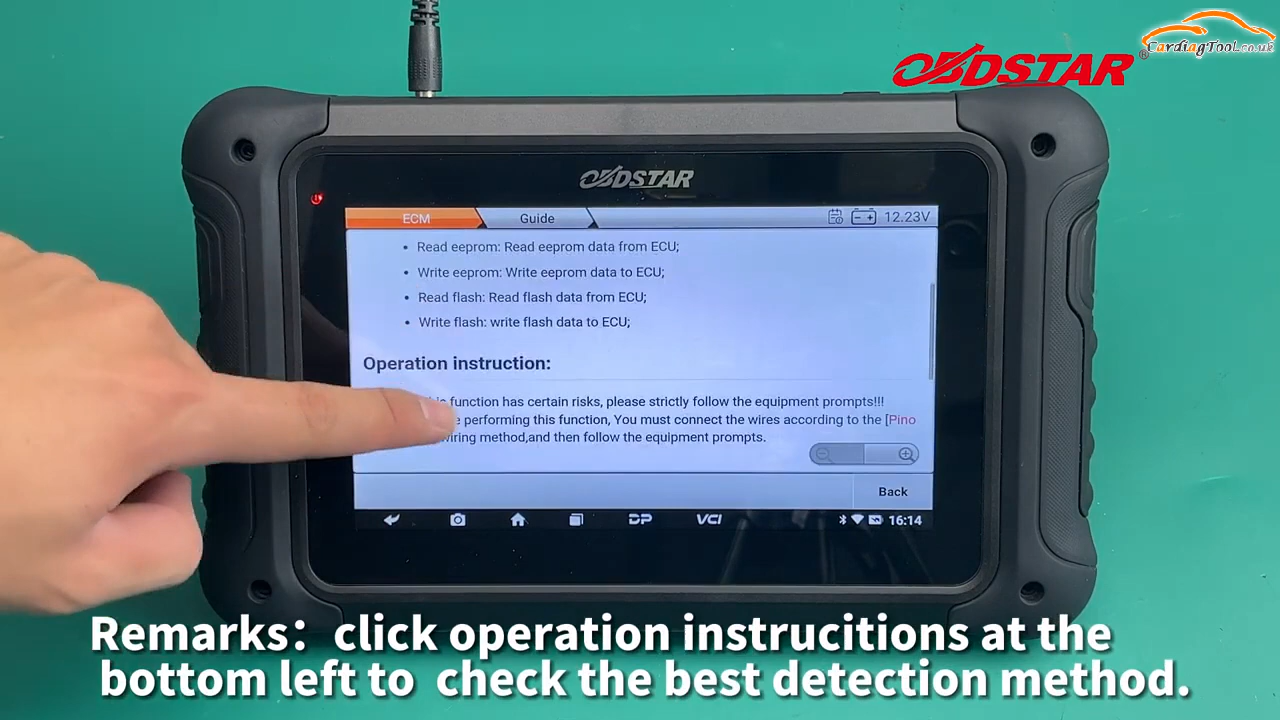 CardiagTool.co.uk
OBDSTAR®
OBDSTAR
ECM Guide 12.23V
• Read eeprom: Read eeprom data from ECU;
• Write eeprom: Write eeprom data to ECU;
• Read flash: Read flash data from ECU;
• Write flash: write flash data to ECU;
Operation instruction:
function has certain risks, please strictly follow the equipment prompts!!!
performing this function, You must connect the wires according to the [Pino
wiring method,and then follow the equipment prompts.
Back
DP VCI 16:14
Remarks：click operation instrucitions at the
bottom left to check the best detection method.